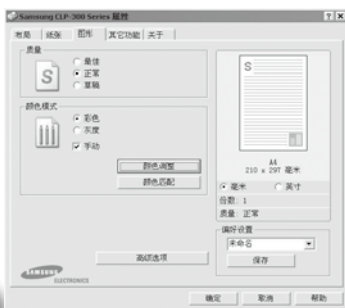 Samsung CLP-300 Series 属性
布局
纸张
图形
其它功能
关于
质量
最佳
正常
草稿
颜色模式
彩色
灰度
手动
颜色调整
颜色匹配
高级选项
S
S
A4
210 x 297 毫米
毫米
英寸
份数: 1
质量: 正常
偏好设置
未命名
保存
SAMSUNG
ELECTRONICS
确定
取消
帮助